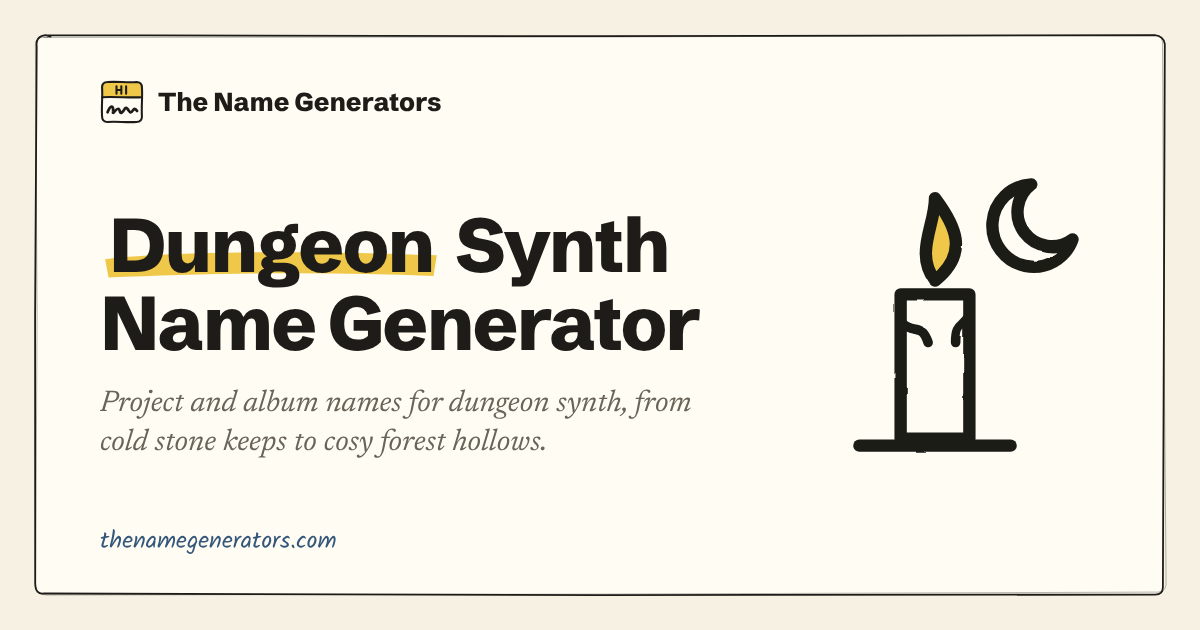 HI
The Name Generators
Dungeon Synth
Name Generator
Project and album names for dungeon synth, from
cold stone keeps to cosy forest hollows.
thenamegenerators.com